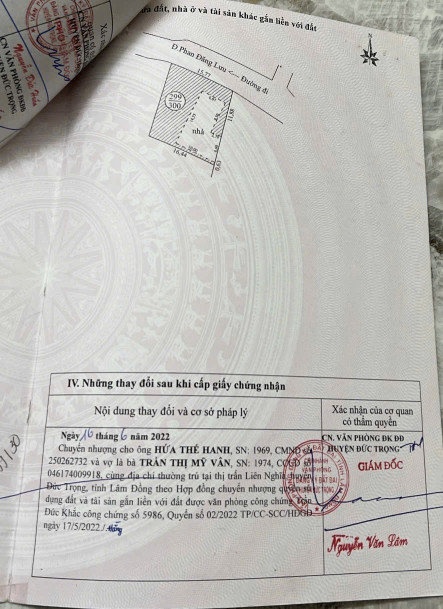 đất, nhà ở và tài sản khác gắn liền với đất
N
Đ.Phan Đăng Lưu <--- Đường đi
13,77
299
300
nhà
16,44
IV. Những thay đổi sau khi cấp giấy chứng nhận
Nội dung thay đổi và cơ sở pháp lý
Xác nhận của cơ quan
có thẩm quyền
Ngày 16 tháng 6 năm 2022
Chuyển nhượng cho ông HỨA THẾ HANH, SN: 1969, CMND số
250262732 và vợ là bà TRẦN THỊ MỸ VÂN, SN: 1974, CCCD số
046174009918, cùng địa chỉ thường trú tại thị trấn Liên Nghĩa, huyện
Đức Trọng, tỉnh Lâm Đồng theo Hợp đồng chuyển nhượng quyền sử
dụng đất và tài sản gắn liền với đất được văn phòng công chứng
Đức Khắc công chứng số 5986, Quyển số 02/2022 TP/CC-SCC/HĐGD
ngày 17/5/2022./.
CN. VĂN PHÒNG ĐK ĐĐ
HUYỆN ĐỨC TRỌNG
GIÁM ĐỐC
Nguyễn Văn Lâm